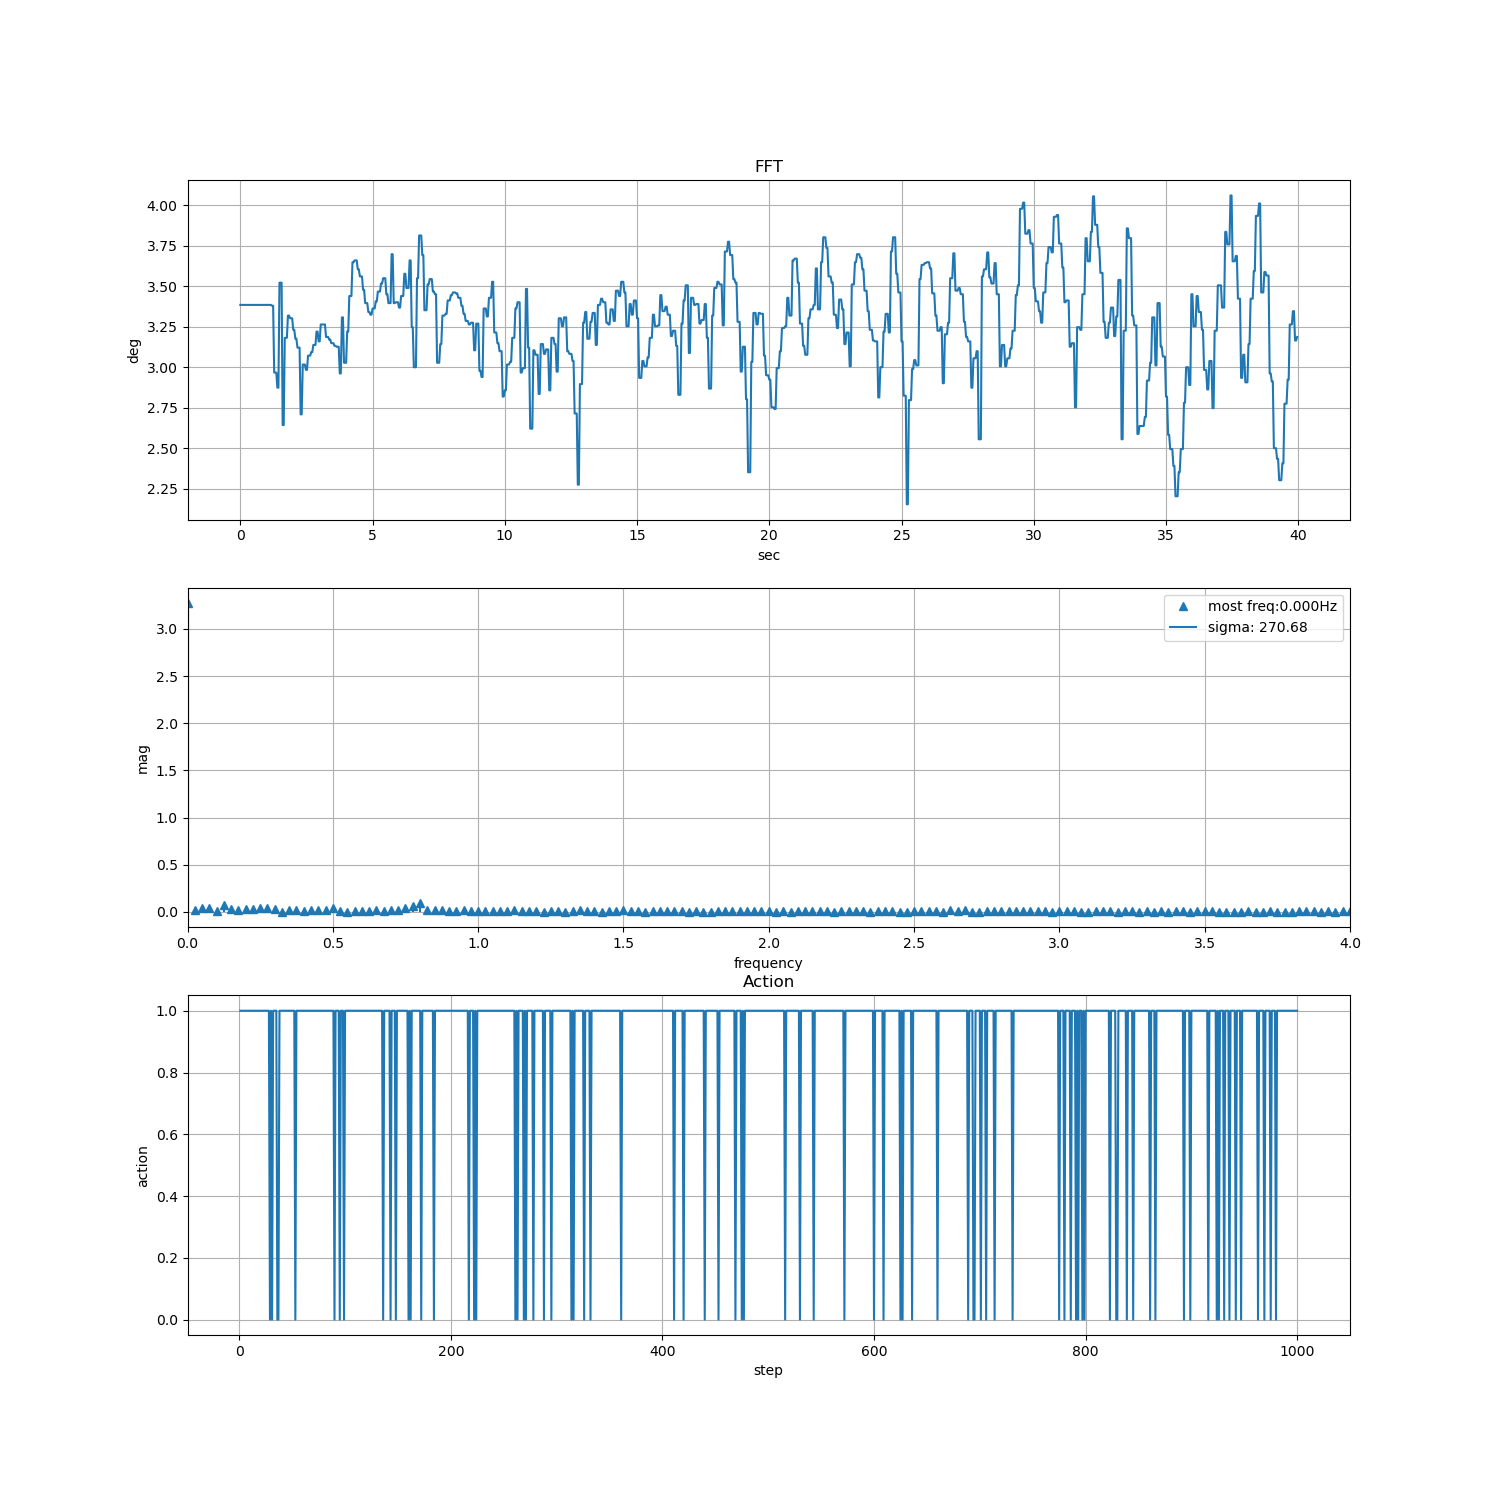 FFT
4.00
3.75
3.50
3.25
3.00
2.75
2.50
2.25
deg
0 5 10 15 20 25 30 35 40
sec
3.0
2.5
2.0
1.5
1.0
0.5
0.0
mag
most freq:0.000Hz
sigma: 270.68
0.0 0.5 1.0 1.5 2.0 2.5 3.0 3.5 4.0
frequency
Action
1.0
0.8
0.6
0.4
0.2
0.0
action
0 200 400 600 800 1000
step